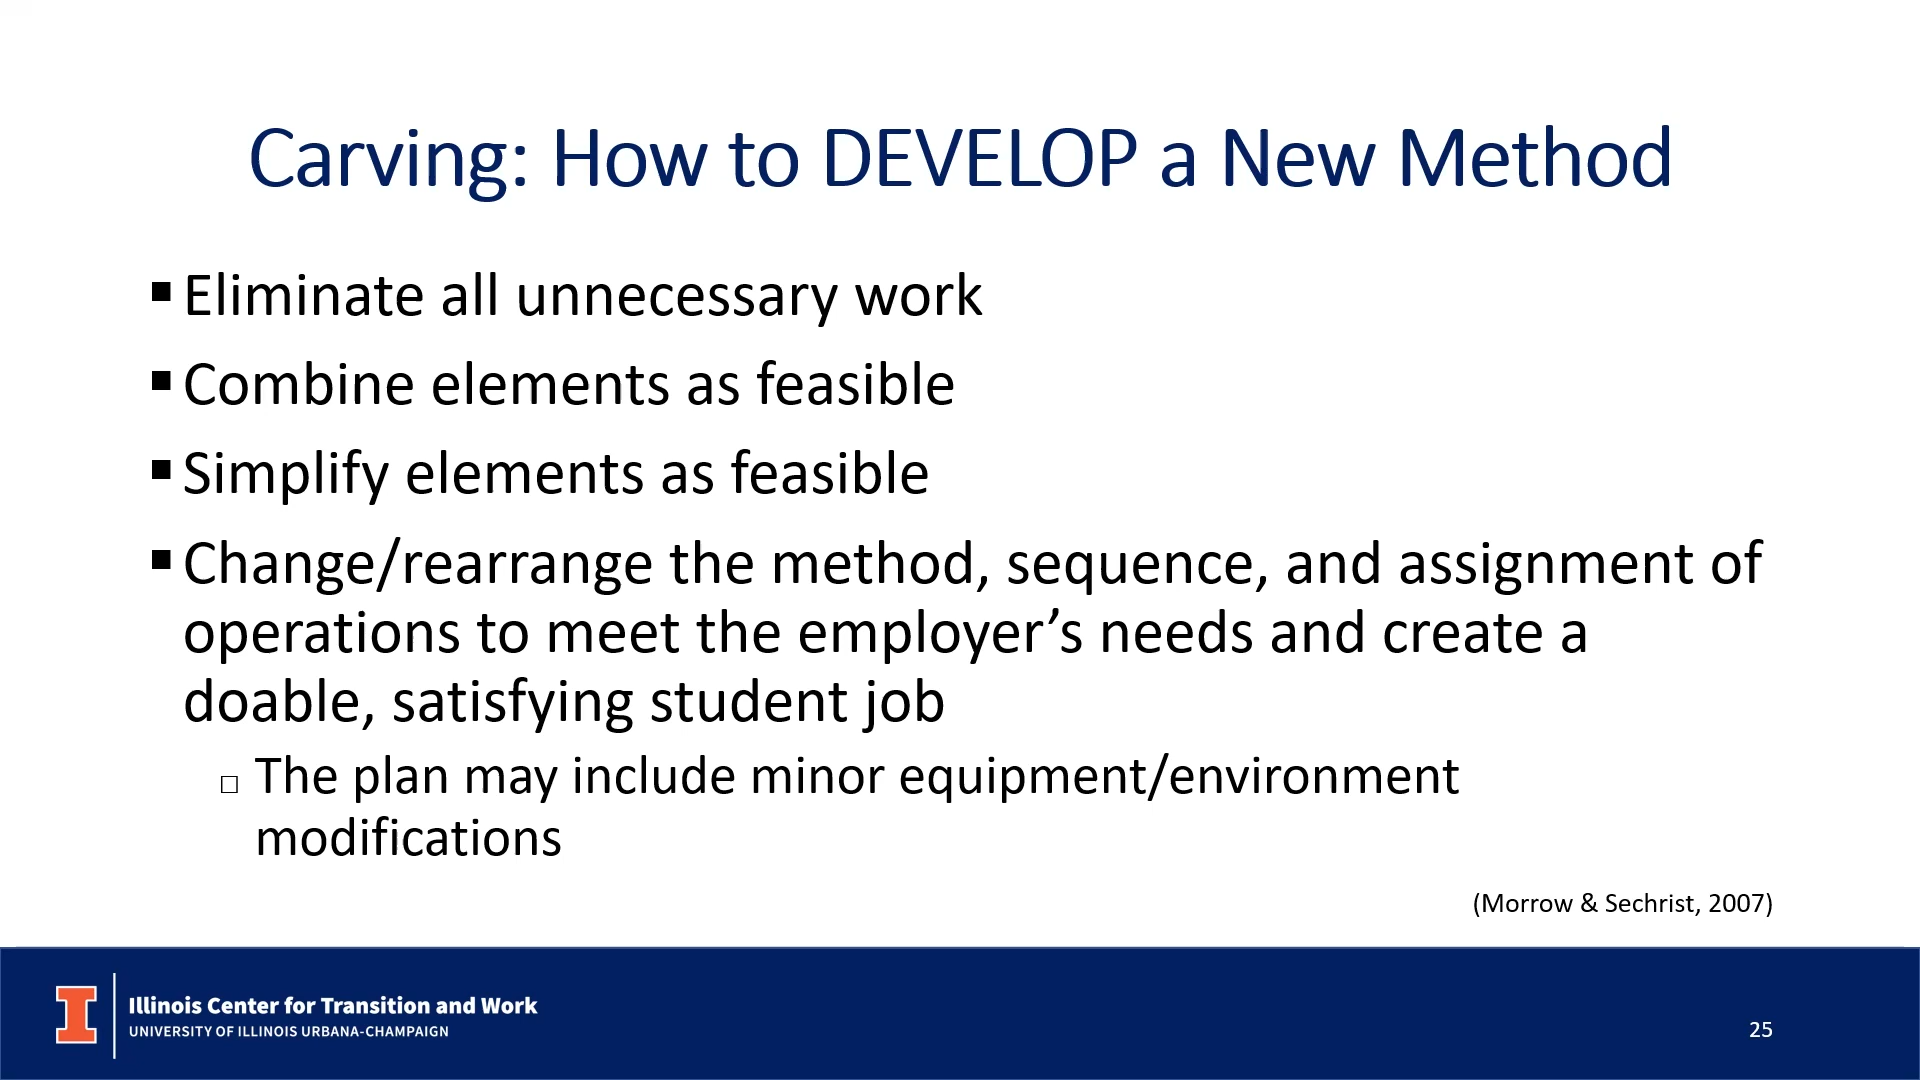 Carving: How to DEVELOP a New Method
▪ Eliminate all unnecessary work
▪ Combine elements as feasible
▪ Simplify elements as feasible
▪ Change/rearrange the method, sequence, and assignment of
operations to meet the employer’s needs and create a
doable, satisfying student job
□ The plan may include minor equipment/environment
modifications
(Morrow & Sechrist, 2007)
I
Illinois Center for Transition and Work
UNIVERSITY OF ILLINOIS URBANA-CHAMPAIGN
25